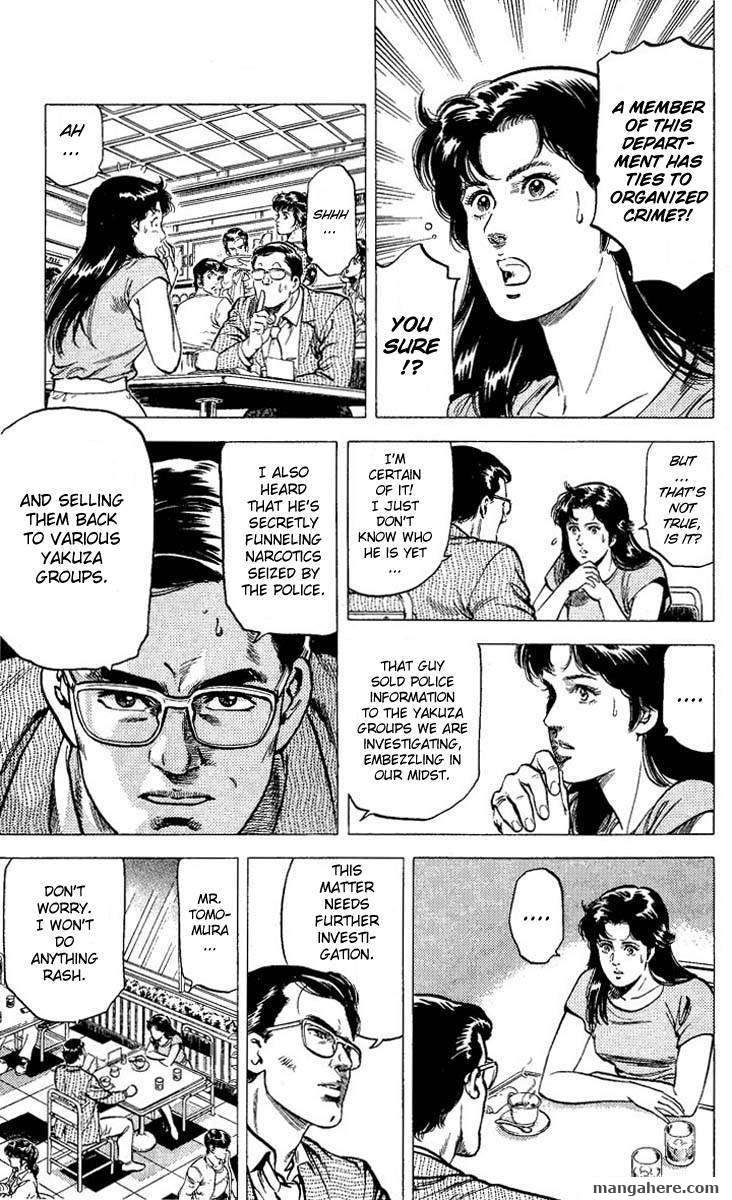 A MEMBER
OF THIS
DEPART-
MENT HAS
TIES TO
ORGANIZED
CRIME?!
YOU
SURE
!?
AH
...
SHHH
...
BUT
...
THAT'S
NOT
TRUE,
IS IT?
I'M
CERTAIN
OF IT!
I JUST
DON'T
KNOW WHO
HE IS YET
...
THAT GUY
SOLD POLICE
INFORMATION
TO THE YAKUZA
GROUPS WE ARE
INVESTIGATING,
EMBEZZLING IN
OUR MIDST.
....
I ALSO
HEARD
THAT HE'S
SECRETLY
FUNNELING
NARCOTICS
SEIZED BY
THE POLICE.
AND SELLING
THEM BACK
TO VARIOUS
YAKUZA
GROUPS.
....
THIS
MATTER
NEEDS
FURTHER
INVESTI-
GATION.
MR.
TOMO-
MURA
...
DON'T
WORRY.
I WON'T
DO
ANYTHING
RASH.
mangahere.com